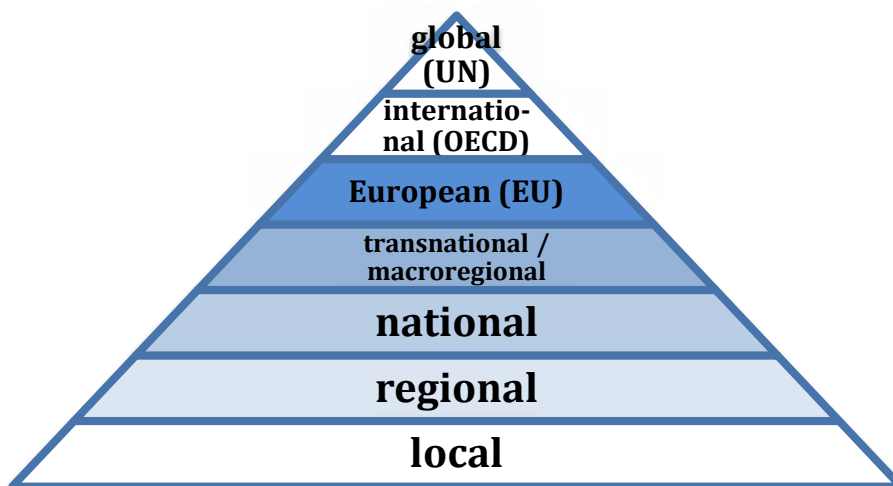 global
(UN)
internatio-
nal (OECD)
European (EU)
transnational /
macroregional
national
regional
local